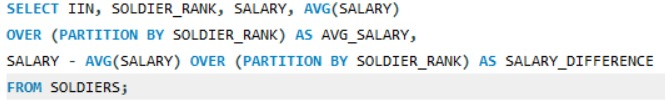 SELECT IIN, SOLDIER_RANK, SALARY, AVG(SALARY)
OVER (PARTITION BY SOLDIER_RANK) AS AVG_SALARY,
SALARY - AVG(SALARY) OVER (PARTITION BY SOLDIER_RANK) AS SALARY_DIFFERENCE
FROM SOLDIERS;